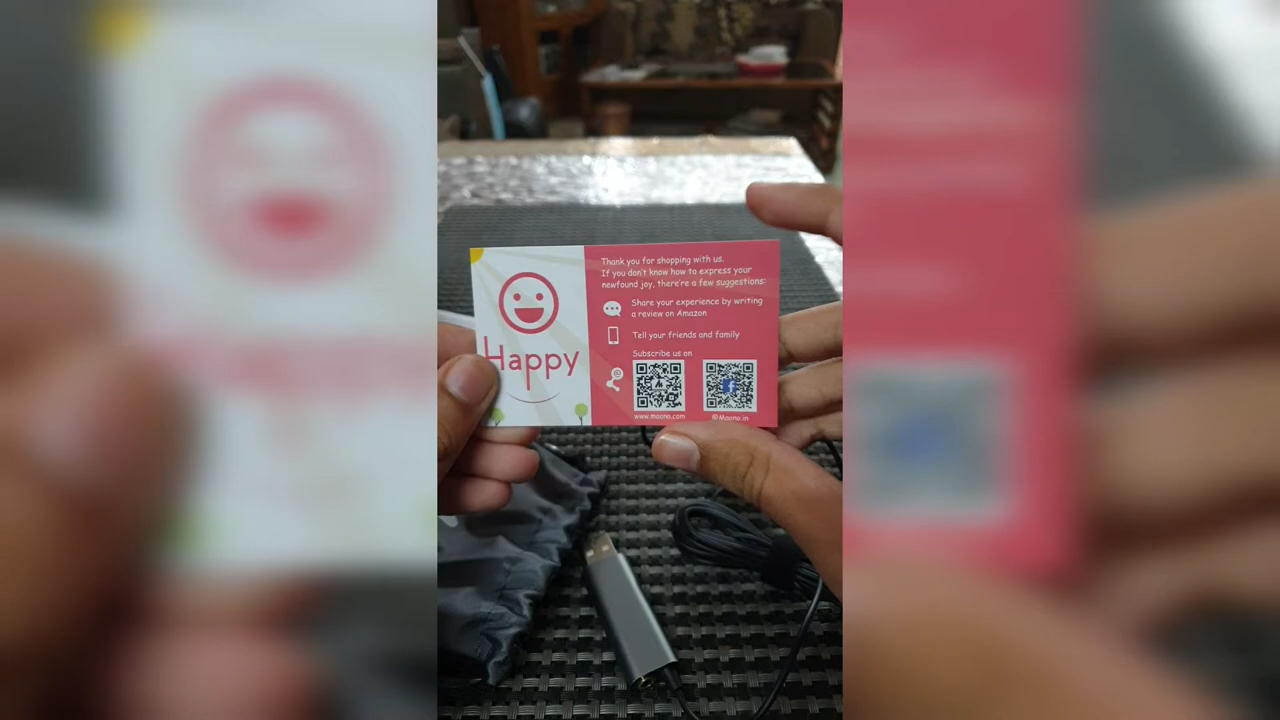 Happy
Thank you for shopping with us.
If you don't know how to express your
newfound joy, there're a few suggestions:
Share your experience by writing
a review on Amazon
Tell your friends and family
Subscribe us on
www.maono.com
@Maono.in